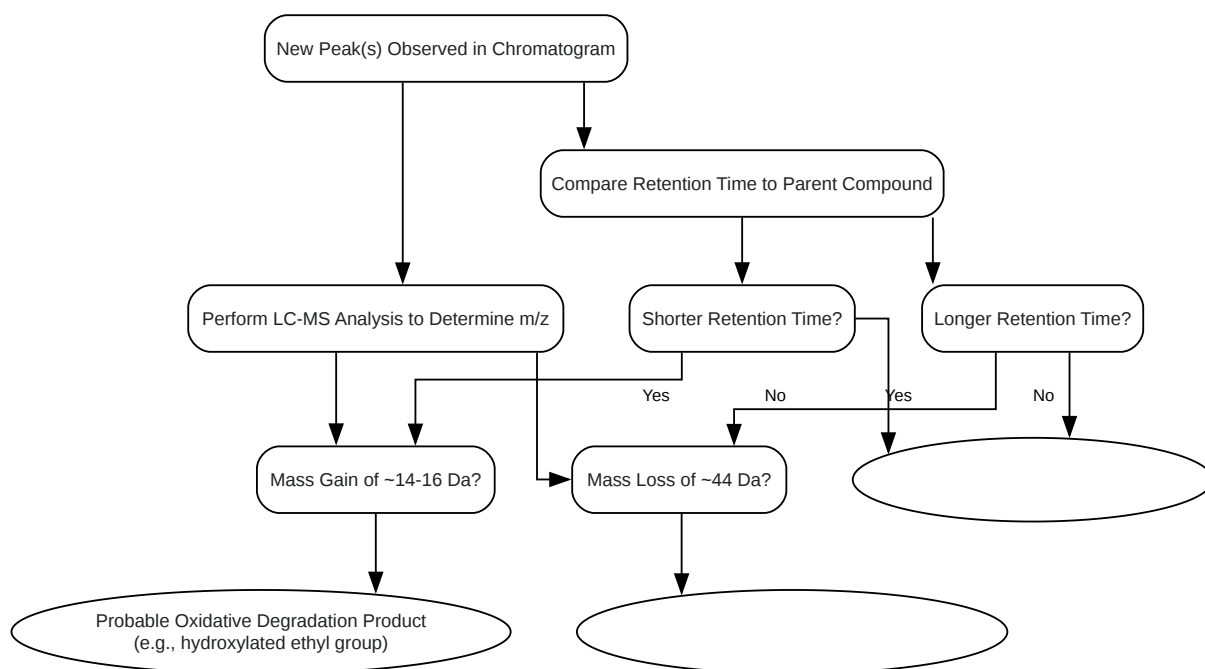 New Peak(s) Observed in Chromatogram
Compare Retention Time to Parent Compound
Perform LC-MS Analysis to Determine m/z
Shorter Retention Time?
Longer Retention Time?
Yes
No
Yes
No
Mass Gain of ~14-16 Da?
Mass Loss of ~44 Da?
Probable Oxidative Degradation Product
(e.g., hydroxylated ethyl group)